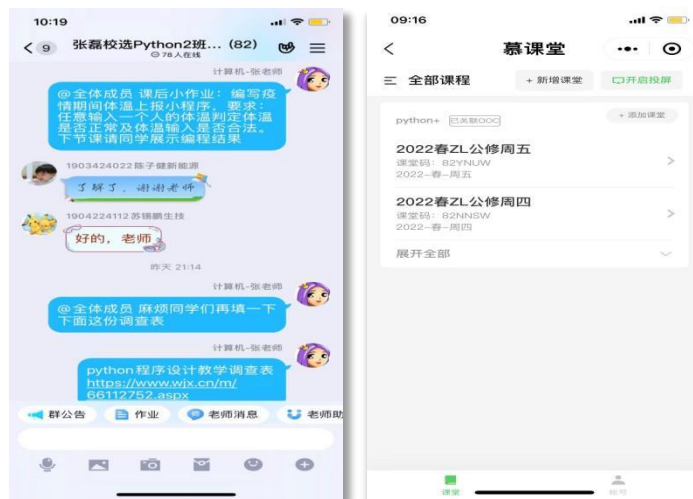 10:19
9
张磊校选Python2班... (82)
78人在线
计算机-张老师
@全体成员 课后小作业：编写疫
情期间体温上报小程序，要求：
任意输入一个人的体温判定体温
是否正常及体温输入是否合法。
下节课请同学展示编程结果
1903424022 陈子健新能源
了解了，谢谢老师
1904224112 苏锡鹏生技
好的，老师
昨天 21:14
计算机-张老师
@全体成员 麻烦同学们再填一下
下面这份调查表
计算机-张老师
python程序设计教学调查表
https://www.wjx.cn/m/
66112752.aspx
群公告
作业
老师消息
老师助
09:16
慕课堂
全部课程
+ 新增课堂
开启投屏
python+
+ 添加课堂
2022春ZL公修周五
课堂码：82YNUW
2022-春-周五
2022春ZL公修周四
课堂码：82NNSW
2022-春-周四
展开全部
课堂
账号